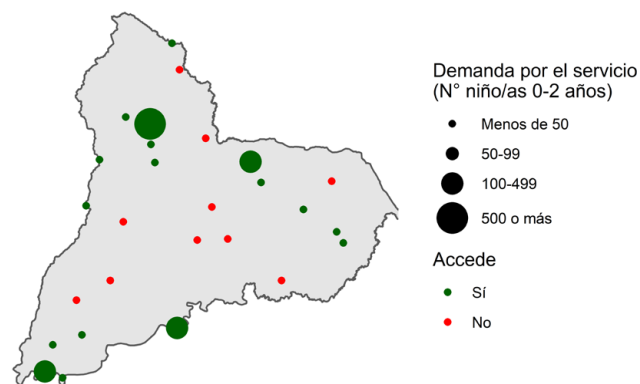 Demanda por el servicio
(N° niño/as 0-2 años)
Menos de 50
50-99
100-499
500 o más
Accede
Sí
No